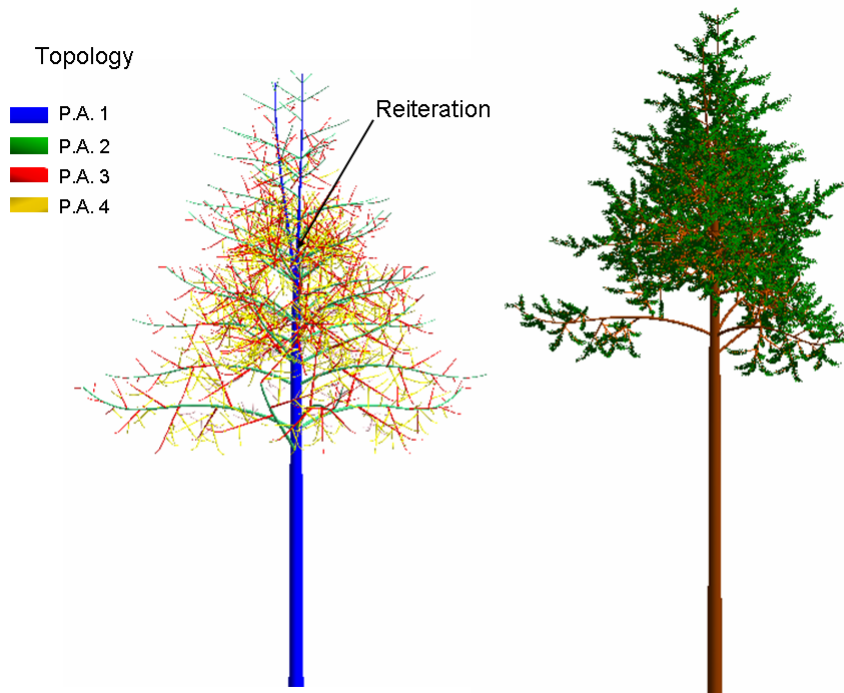 Topology
P.A. 1
P.A. 2
P.A. 3
P.A. 4
Reiteration